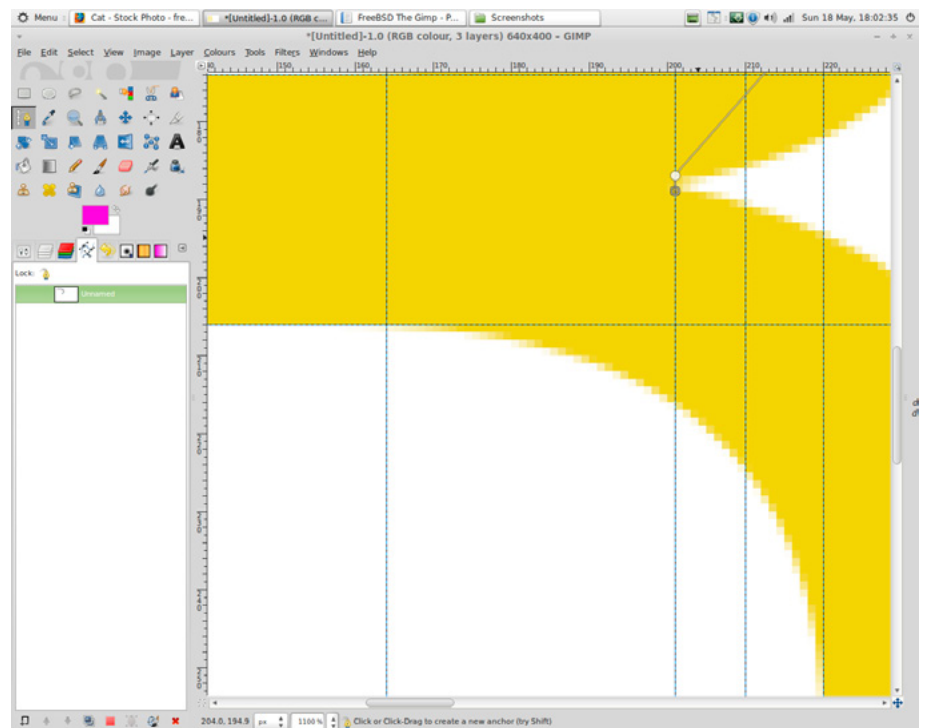 Menu Cat - Stock Photo - fre... *[Untitled]-1.0 (RGB c... FreeBSD The Gimp - P... Screenshots Sun 18 May, 18:02:35
*[Untitled]-1.0 (RGB colour, 3 layers) 640x400 – GIMP
File Edit Select View Image Layer Colours Tools Filters Windows Help
150 160 170 180 190 200 210 220
Lock:
Unnamed
204.0, 194.9 px 1100% Click or Click-Drag to create a new anchor (try Shift)